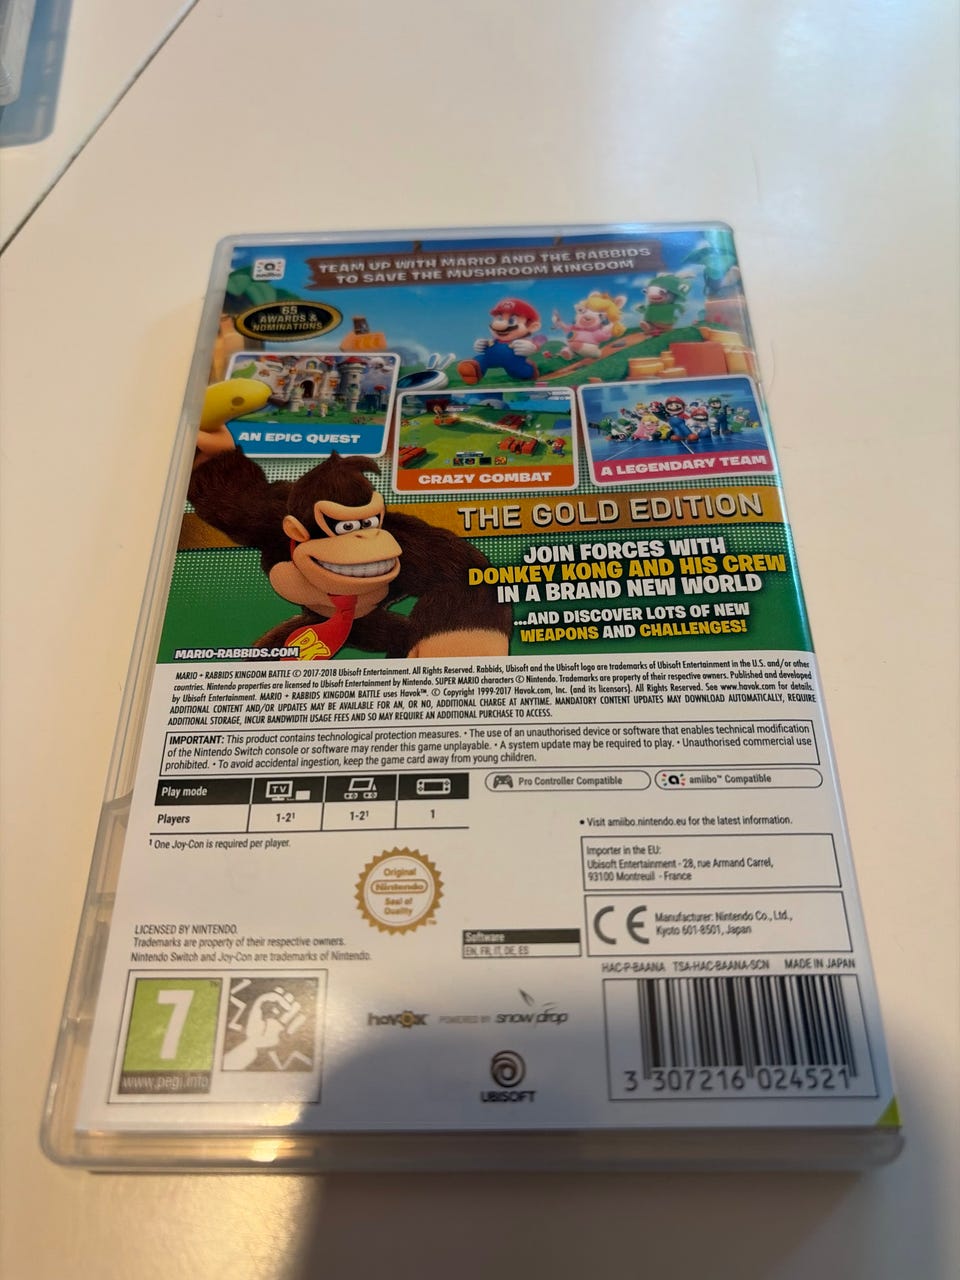 TEAM UP WITH MARIO AND THE RABBIDS
TO SAVE THE MUSHROOM KINGDOM
amiibo
65
AWARDS &
NOMINATIONS
AN EPIC QUEST
CRAZY COMBAT
A LEGENDARY TEAM
THE GOLD EDITION
JOIN FORCES WITH
DONKEY KONG AND HIS CREW
IN A BRAND NEW WORLD
...AND DISCOVER LOTS OF NEW
WEAPONS AND CHALLENGES!
DK
MARIO-RABBIDS.COM
MARIO + RABBIDS KINGDOM BATTLE © 2017-2018 Ubisoft Entertainment. All Rights Reserved. Rabbids, Ubisoft and the Ubisoft logo are trademarks of Ubisoft Entertainment in the U.S. and/or other
countries. Nintendo properties are licensed to Ubisoft Entertainment by Nintendo. SUPER MARIO characters © Nintendo. Trademarks are property of their respective owners. Published and developed
by Ubisoft Entertainment. MARIO + RABBIDS KINGDOM BATTLE uses Havok™. © Copyright 1999-2017 Havok.com, Inc. (and its licensors). All Rights Reserved. See www.havok.com for details.
ADDITIONAL CONTENT AND/OR UPDATES MAY BE AVAILABLE FOR AN, OR NO, ADDITIONAL CHARGE AT ANYTIME. MANDATORY CONTENT UPDATES MAY DOWNLOAD AUTOMATICALLY, REQUIRE
ADDITIONAL STORAGE, INCUR BANDWIDTH USAGE FEES AND SO MAY REQUIRE AN ADDITIONAL PURCHASE TO ACCESS.
IMPORTANT: This product contains technological protection measures. • The use of an unauthorised device or software that enables technical modification
of the Nintendo Switch console or software may render this game unplayable. • A system update may be required to play. • Unauthorised commercial use
prohibited. • To avoid accidental ingestion, keep the game card away from young children.
Play mode TV
Players 1-2¹ 1-2¹ 1
¹ One Joy-Con is required per player.
Pro Controller Compatible
amiibo™ Compatible
• Visit amiibo.nintendo.eu for the latest information.
Importer in the EU:
Ubisoft Entertainment - 28, rue Armand Carrel,
93100 Montreuil - France
Original
Nintendo
Seal of
Quality
™
CE
Manufacturer: Nintendo Co., Ltd.,
Kyoto 601-8501, Japan
LICENSED BY NINTENDO.
Trademarks are property of their respective owners.
Nintendo Switch and Joy-Con are trademarks of Nintendo.
Software
EN, FR, IT, DE, ES
HAC-P-BAANA TSA-HAC-BAANA-SCN MADE IN JAPAN
7
www.pegi.info
havok
POWERED BY snowdrop
UBISOFT
3 307216 024521